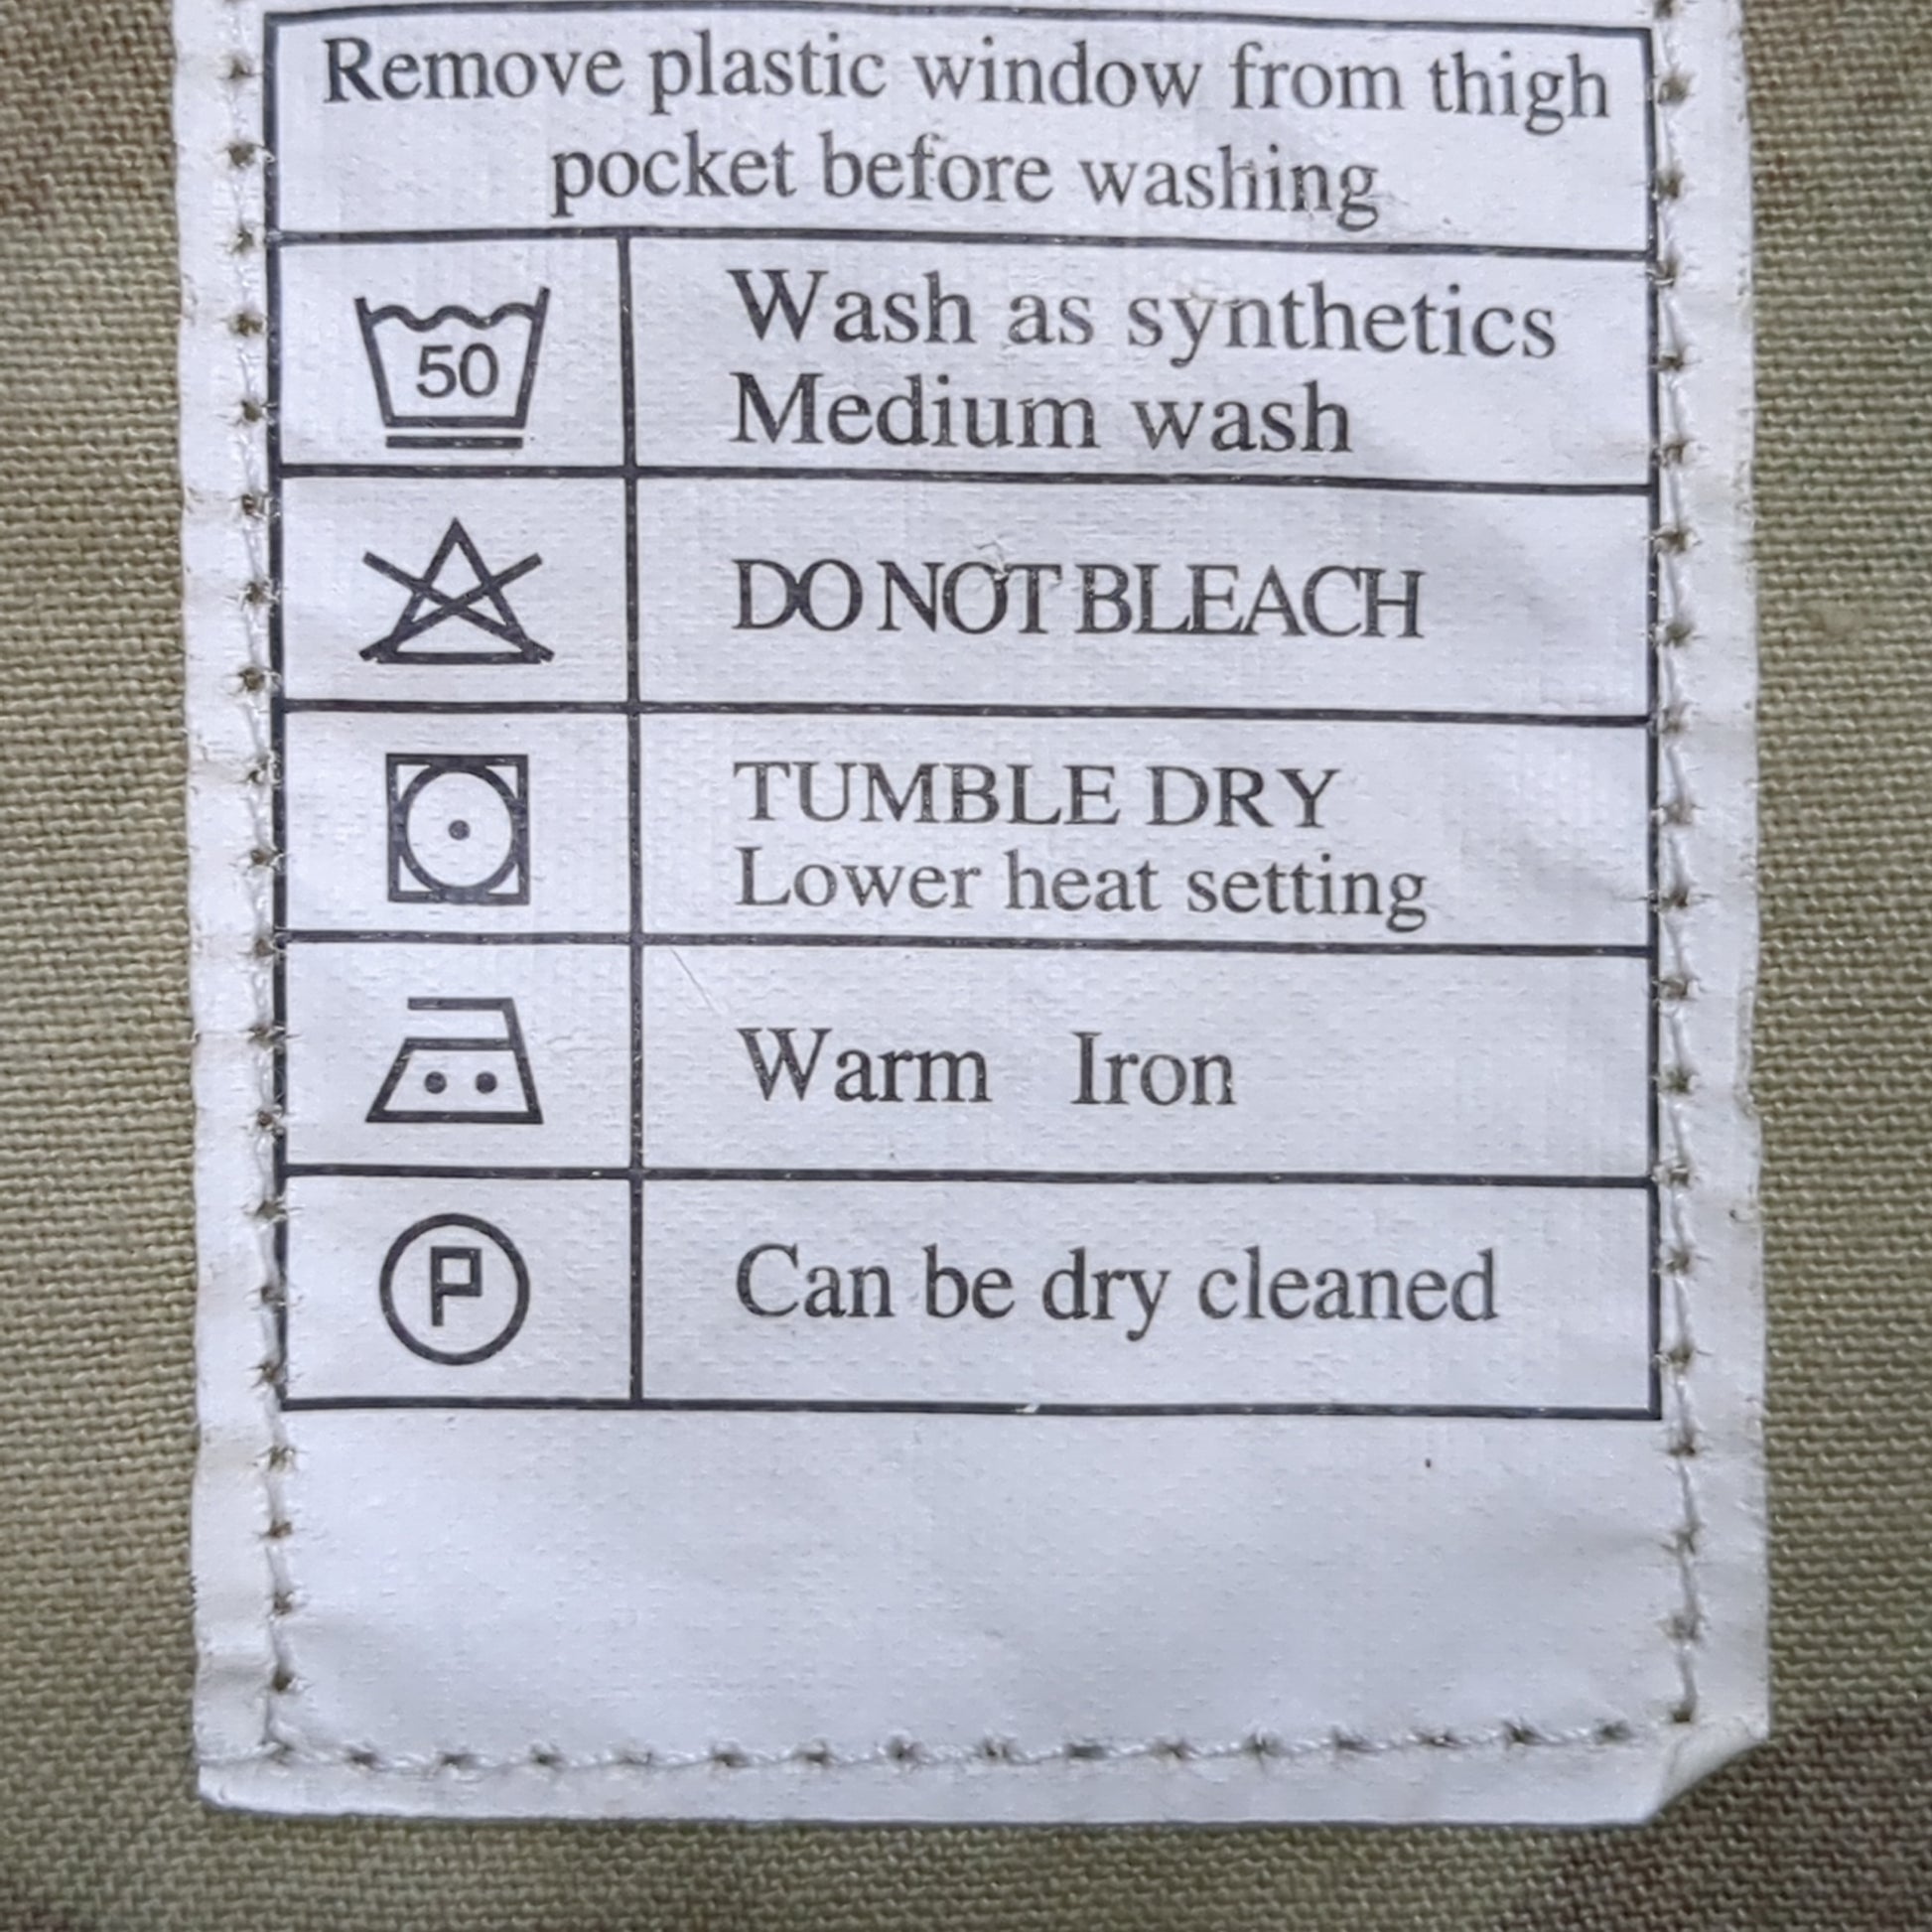 Remove plastic window from thigh
pocket before washing
50
Wash as synthetics
Medium wash
DO NOT BLEACH
TUMBLE DRY
Lower heat setting
Warm Iron
P
Can be dry cleaned